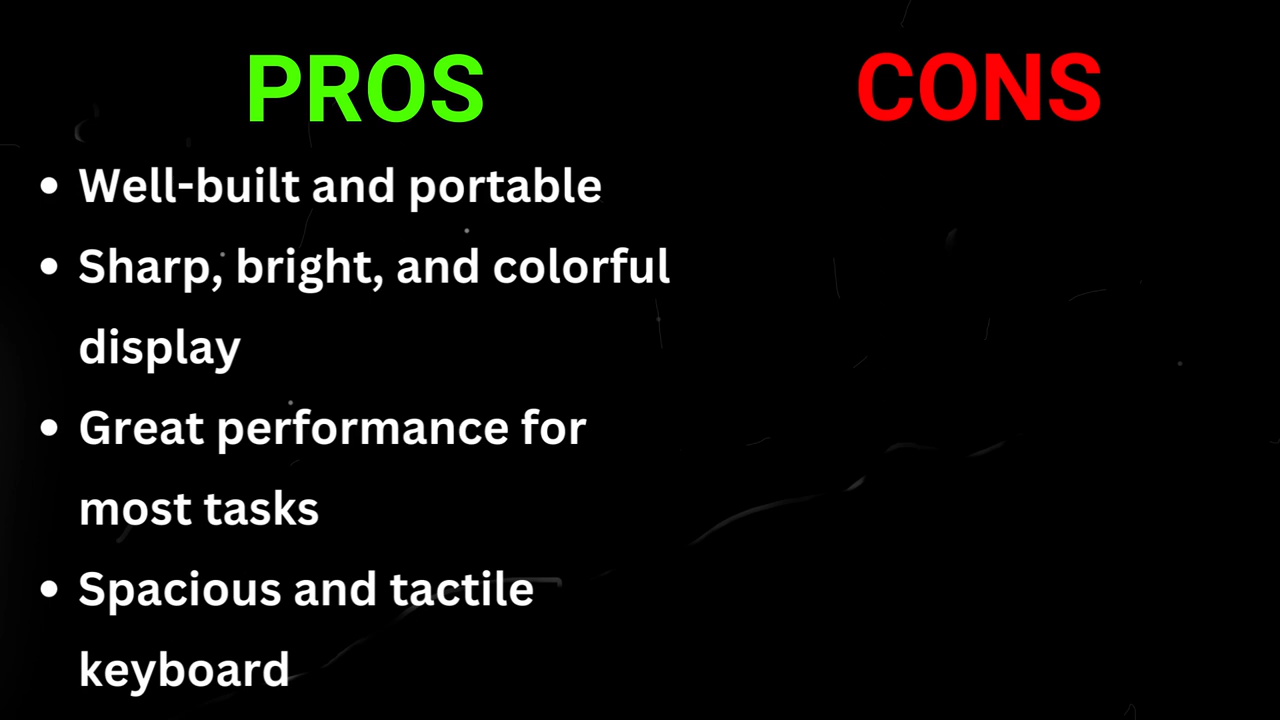 PROS
CONS
• Well-built and portable
• Sharp, bright, and colorful
display
• Great performance for
most tasks
• Spacious and tactile
keyboard